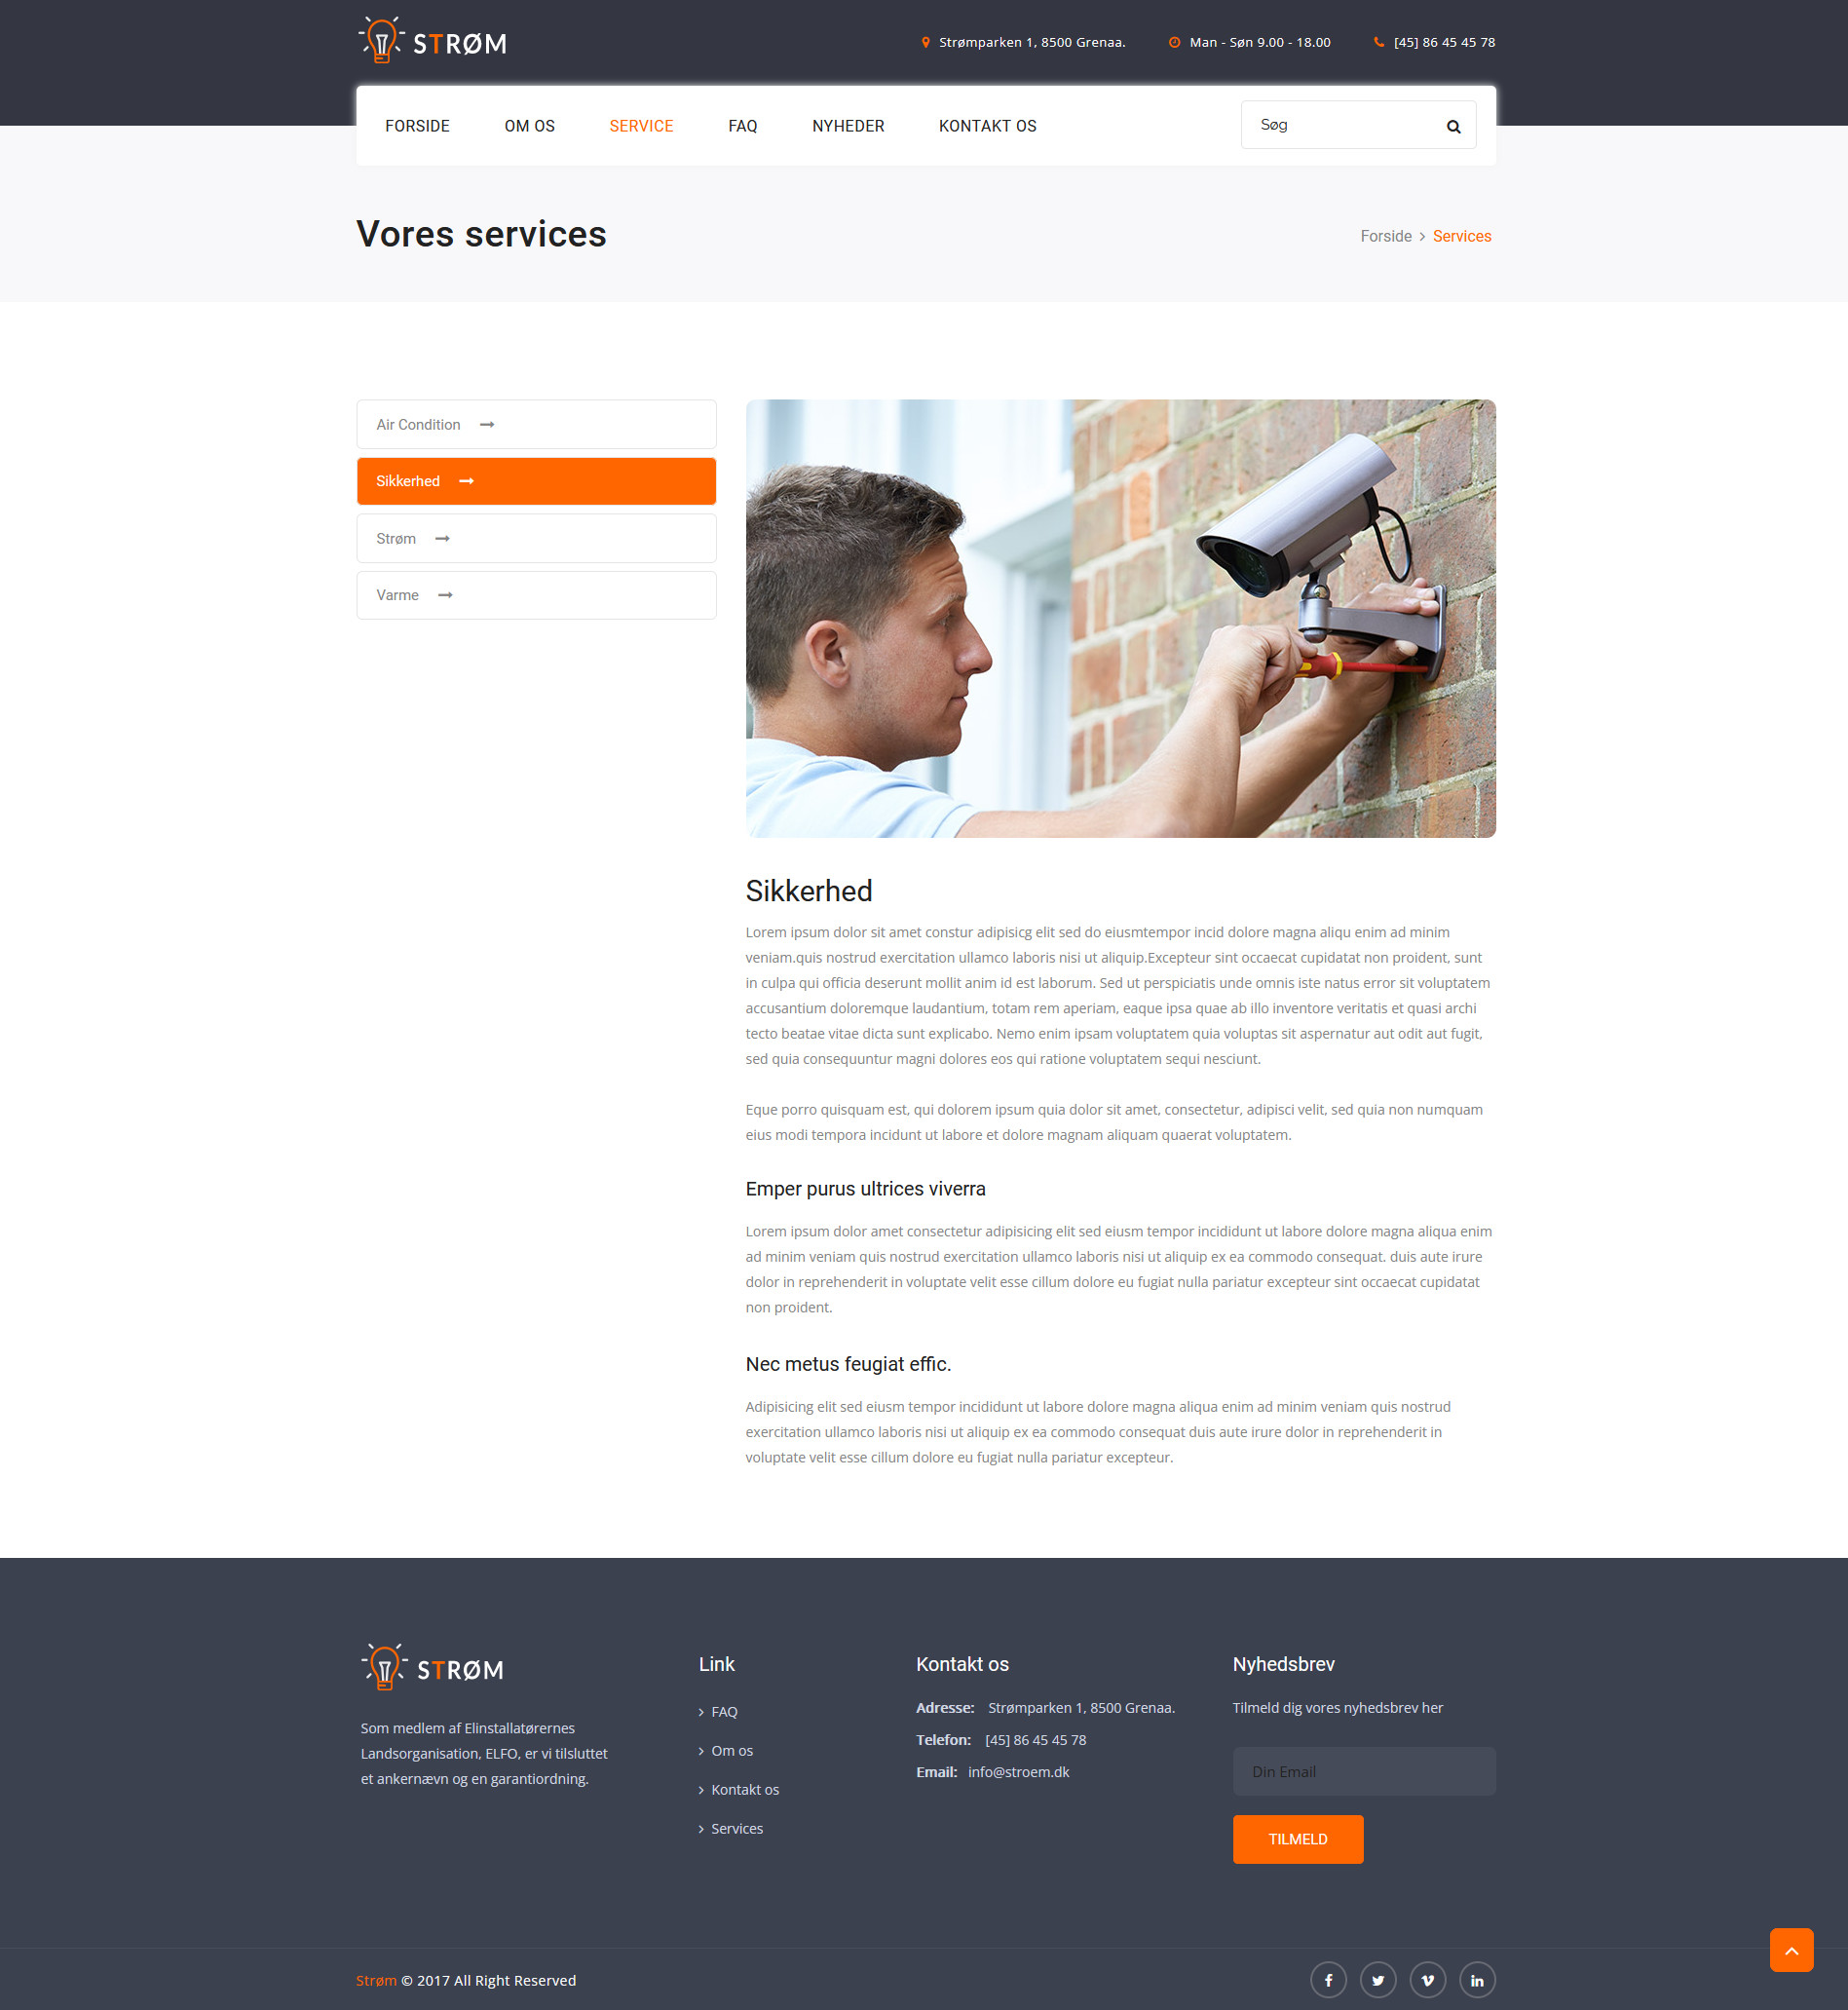 STRØM
Strømparken 1, 8500 Grenaa.
Man - Søn 9.00 - 18.00
[45] 86 45 45 78
FORSIDE
OM OS
SERVICE
FAQ
NYHEDER
KONTAKT OS
Søg
Vores services
Forside > Services
Air Condition
Sikkerhed
Strøm
Varme
Sikkerhed
Lorem ipsum dolor sit amet constur adipisicg elit sed do eiusmtempor incid dolore magna aliqu enim ad minim
veniam.quis nostrud exercitation ullamco laboris nisi ut aliquip.Excepteur sint occaecat cupidatat non proident, sunt
in culpa qui officia deserunt mollit anim id est laborum. Sed ut perspiciatis unde omnis iste natus error sit voluptatem
accusantium doloremque laudantium, totam rem aperiam, eaque ipsa quae ab illo inventore veritatis et quasi archi
tecto beatae vitae dicta sunt explicabo. Nemo enim ipsam voluptatem quia voluptas sit aspernatur aut odit aut fugit,
sed quia consequuntur magni dolores eos qui ratione voluptatem sequi nesciunt.
Eque porro quisquam est, qui dolorem ipsum quia dolor sit amet, consectetur, adipisci velit, sed quia non numquam
eius modi tempora incidunt ut labore et dolore magnam aliquam quaerat voluptatem.
Emper purus ultrices viverra
Lorem ipsum dolor amet consectetur adipisicing elit sed eiusm tempor incididunt ut labore dolore magna aliqua enim
ad minim veniam quis nostrud exercitation ullamco laboris nisi ut aliquip ex ea commodo consequat. duis aute irure
dolor in reprehenderit in voluptate velit esse cillum dolore eu fugiat nulla pariatur excepteur sint occaecat cupidatat
non proident.
Nec metus feugiat effic.
Adipisicing elit sed eiusm tempor incididunt ut labore dolore magna aliqua enim ad minim veniam quis nostrud
exercitation ullamco laboris nisi ut aliquip ex ea commodo consequat duis aute irure dolor in reprehenderit in
voluptate velit esse cillum dolore eu fugiat nulla pariatur excepteur.
STRØM
Som medlem af Elinstallatørernes
Landsorganisation, ELFO, er vi tilsluttet
et ankernævn og en garantiordning.
Link
FAQ
Om os
Kontakt os
Services
Kontakt os
Adresse: Strømparken 1, 8500 Grenaa.
Telefon: [45] 86 45 45 78
Email: info@stroem.dk
Nyhedsbrev
Tilmeld dig vores nyhedsbrev her
Din Email
TILMELD
Strøm © 2017 All Right Reserved